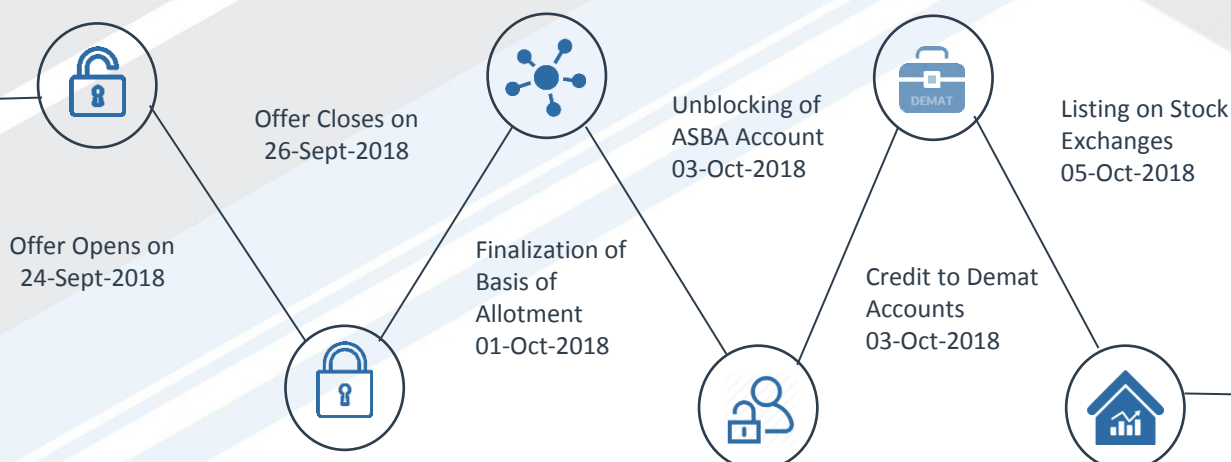 Offer Opens on
24-Sept-2018
Offer Closes on
26-Sept-2018
Finalization of
Basis of
Allotment
01-Oct-2018
Unblocking of
ASBA Account
03-Oct-2018
DEMAT
Credit to Demat
Accounts
03-Oct-2018
Listing on Stock
Exchanges
05-Oct-2018